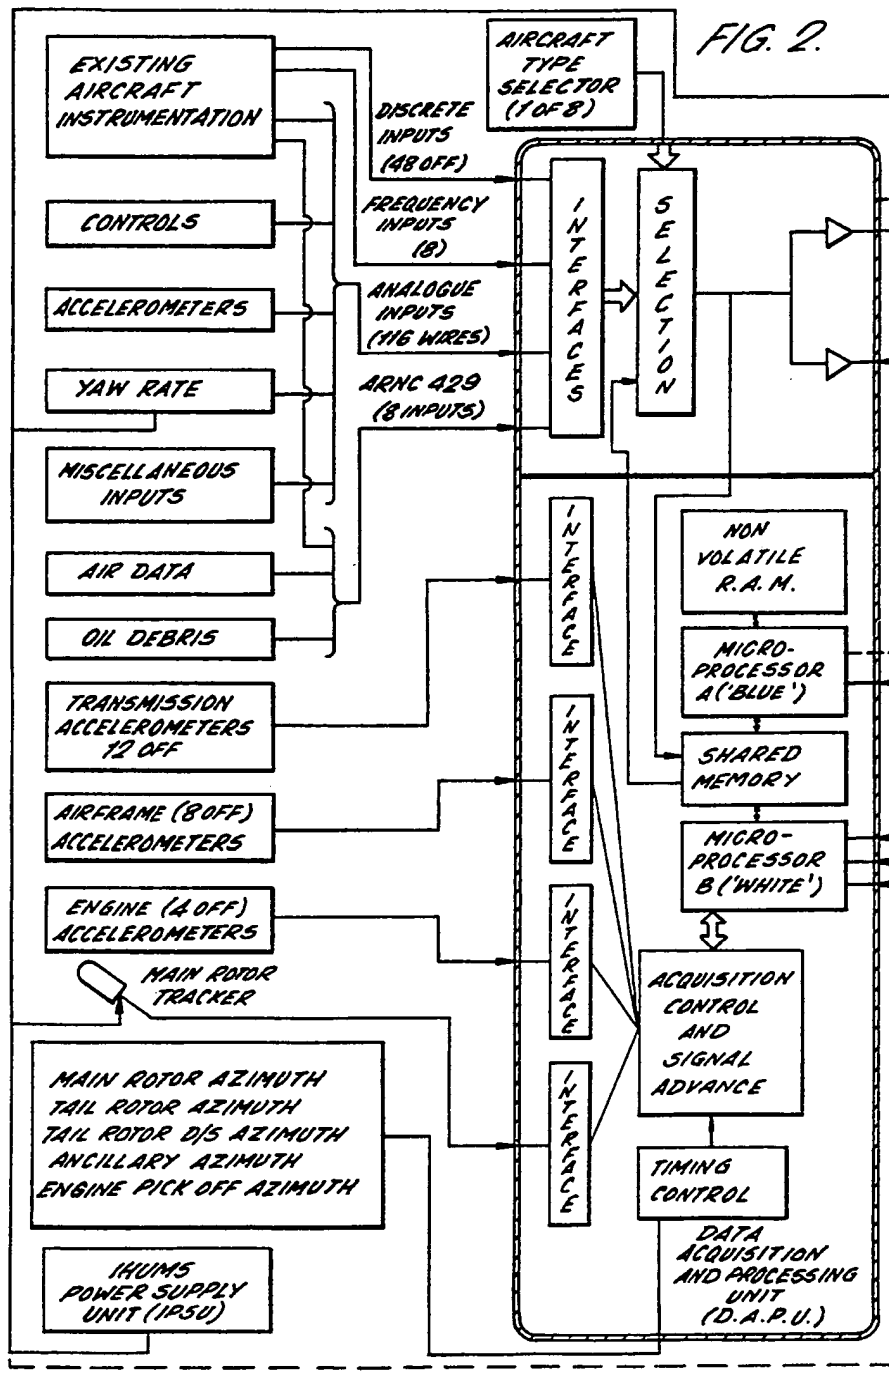 FIG. 2.
AIRCRAFT
TYPE
SELECTOR
(1 OF 8)
EXISTING
AIRCRAFT
INSTRUMENTATION
DISCRETE
INPUTS
(48 OFF)
FREQUENCY
INPUTS
(8)
ANALOGUE
INPUTS
(116 WIRES)
ARNC 429
(8 INPUTS)
CONTROLS
ACCELEROMETERS
YAW RATE
MISCELLANEOUS
INPUTS
AIR DATA
OIL DEBRIS
TRANSMISSION
ACCELEROMETERS
12 OFF
AIRFRAME (8 OFF)
ACCELEROMETERS
ENGINE (4 OFF)
ACCELEROMETERS
MAIN ROTOR
TRACKER
MAIN ROTOR AZIMUTH
TAIL ROTOR AZIMUTH
TAIL ROTOR D/S AZIMUTH
ANCILLARY AZIMUTH
ENGINE PICK OFF AZIMUTH
IHUMS
POWER SUPPLY
UNIT (IPSU)
INTERFACES
SELECTION
INTERFACE
INTERFACE
INTERFACE
INTERFACE
NON
VOLATILE
R.A.M.
MICRO-
PROCESSOR
A ('BLUE')
SHARED
MEMORY
MICRO-
PROCESSOR
B ('WHITE')
ACQUISITION
CONTROL
AND
SIGNAL
ADVANCE
TIMING
CONTROL
DATA
ACQUISITION
AND PROCESSING
UNIT
(D.A.P.U.)